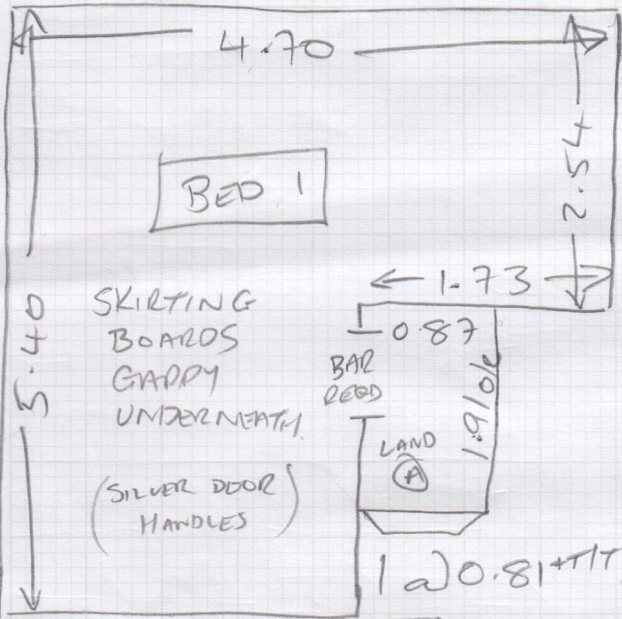 4.70
2.54
BED 1
1.73
5.40
SKIRTING
BOARDS
GAPPY
UNDERNEATH.
(SILVER DOOR
HANDLES)
0.87
BAR
REQD
1.91 o/e
LAND
A
1 @ 0.81 + T/T